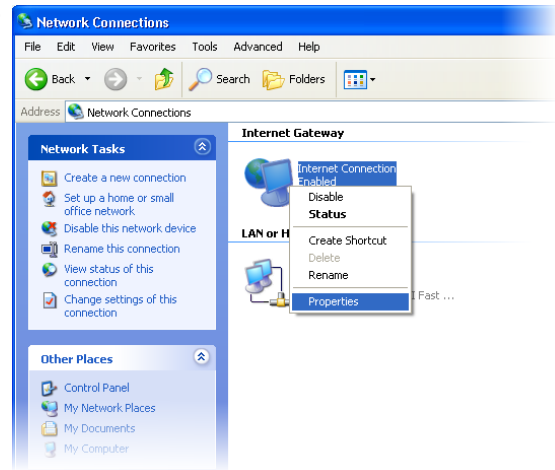 Network Connections
File Edit View Favorites Tools Advanced Help
Back Search Folders
Address Network Connections
Network Tasks
Create a new connection
Set up a home or small
office network
Disable this network device
Rename this connection
View status of this
connection
Change settings of this
connection
Other Places
Control Panel
My Network Places
My Documents
My Computer
Internet Gateway
Internet Connection
Enabled
Disable
Status
LAN or H
Create Shortcut
Delete
Rename
Properties
I Fast ...